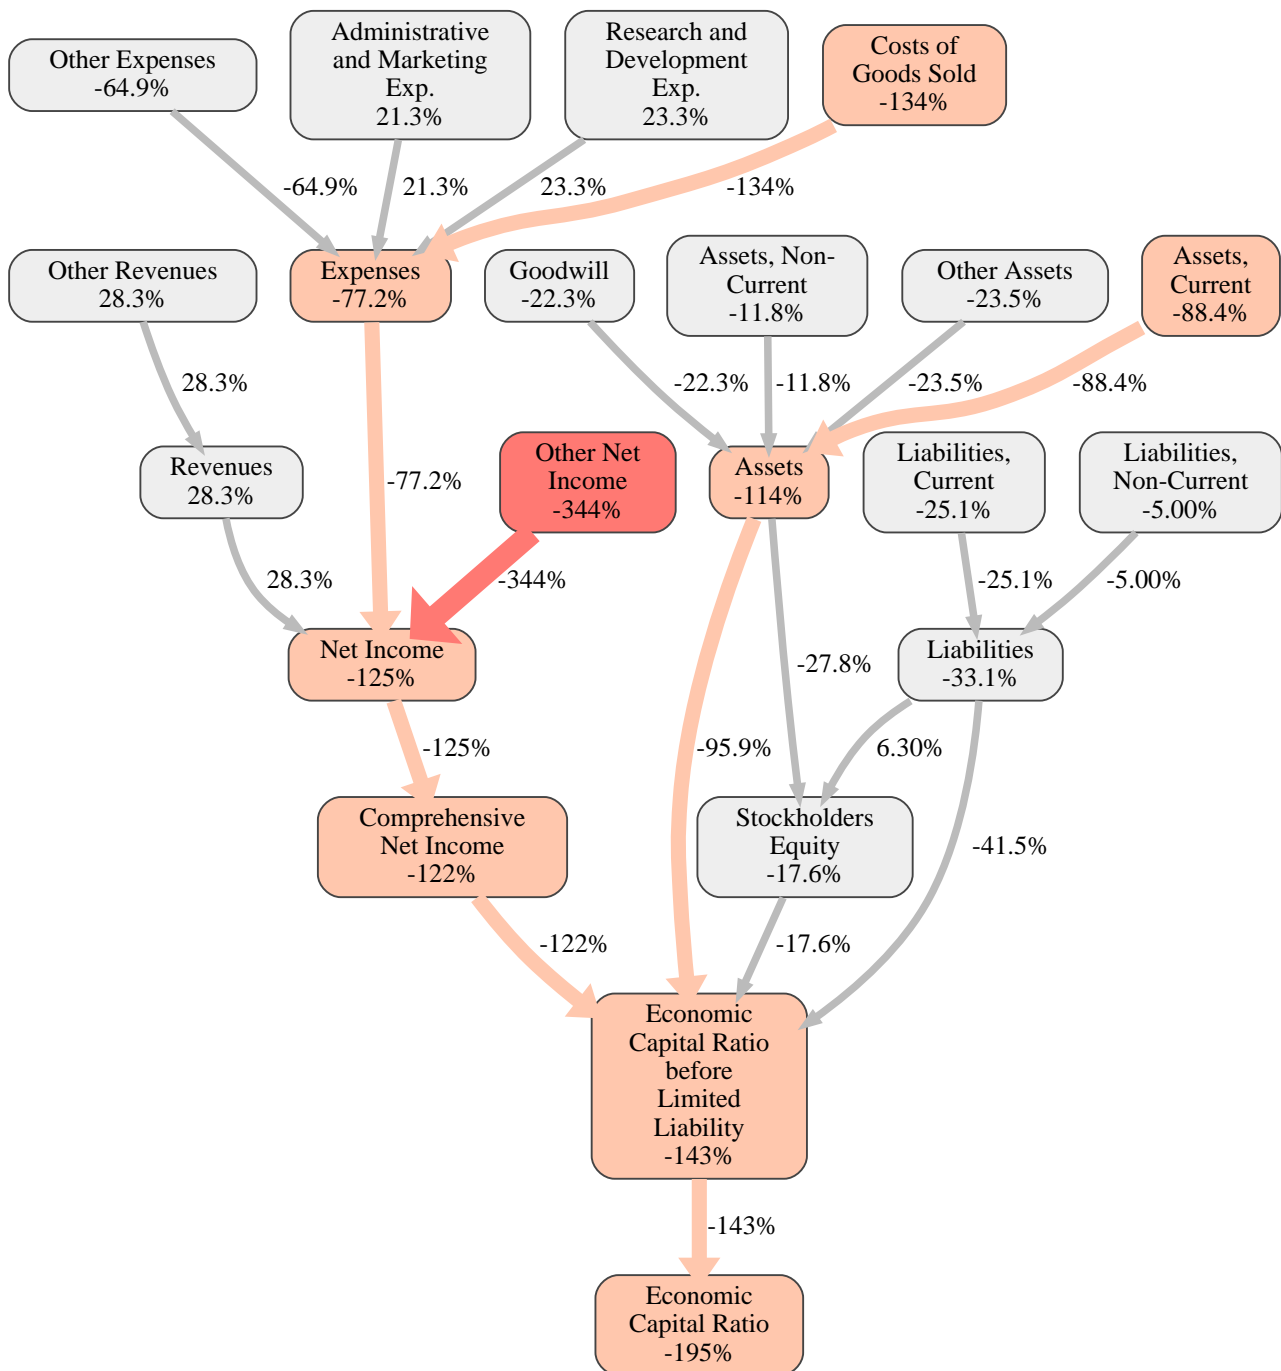 Other Expenses
-64.9%
Administrative
and Marketing
Exp.
21.3%
Research and
Development
Exp.
23.3%
Costs of
Goods Sold
-134%
-64.9%
21.3%
23.3%
-134%
Other Revenues
28.3%
Expenses
-77.2%
Goodwill
-22.3%
Assets, Non-
Current
-11.8%
Other Assets
-23.5%
Assets,
Current
-88.4%
28.3%
-22.3%
-11.8%
-23.5%
-88.4%
Revenues
28.3%
-77.2%
Other Net
Income
-344%
Assets
-114%
Liabilities,
Current
-25.1%
Liabilities,
Non-Current
-5.00%
28.3%
-344%
-25.1%
-5.00%
Net Income
-125%
-27.8%
Liabilities
-33.1%
-125%
-95.9%
6.30%
Comprehensive
Net Income
-122%
Stockholders
Equity
-17.6%
-41.5%
-122%
-17.6%
Economic
Capital Ratio
before
Limited
Liability
-143%
-143%
Economic
Capital Ratio
-195%